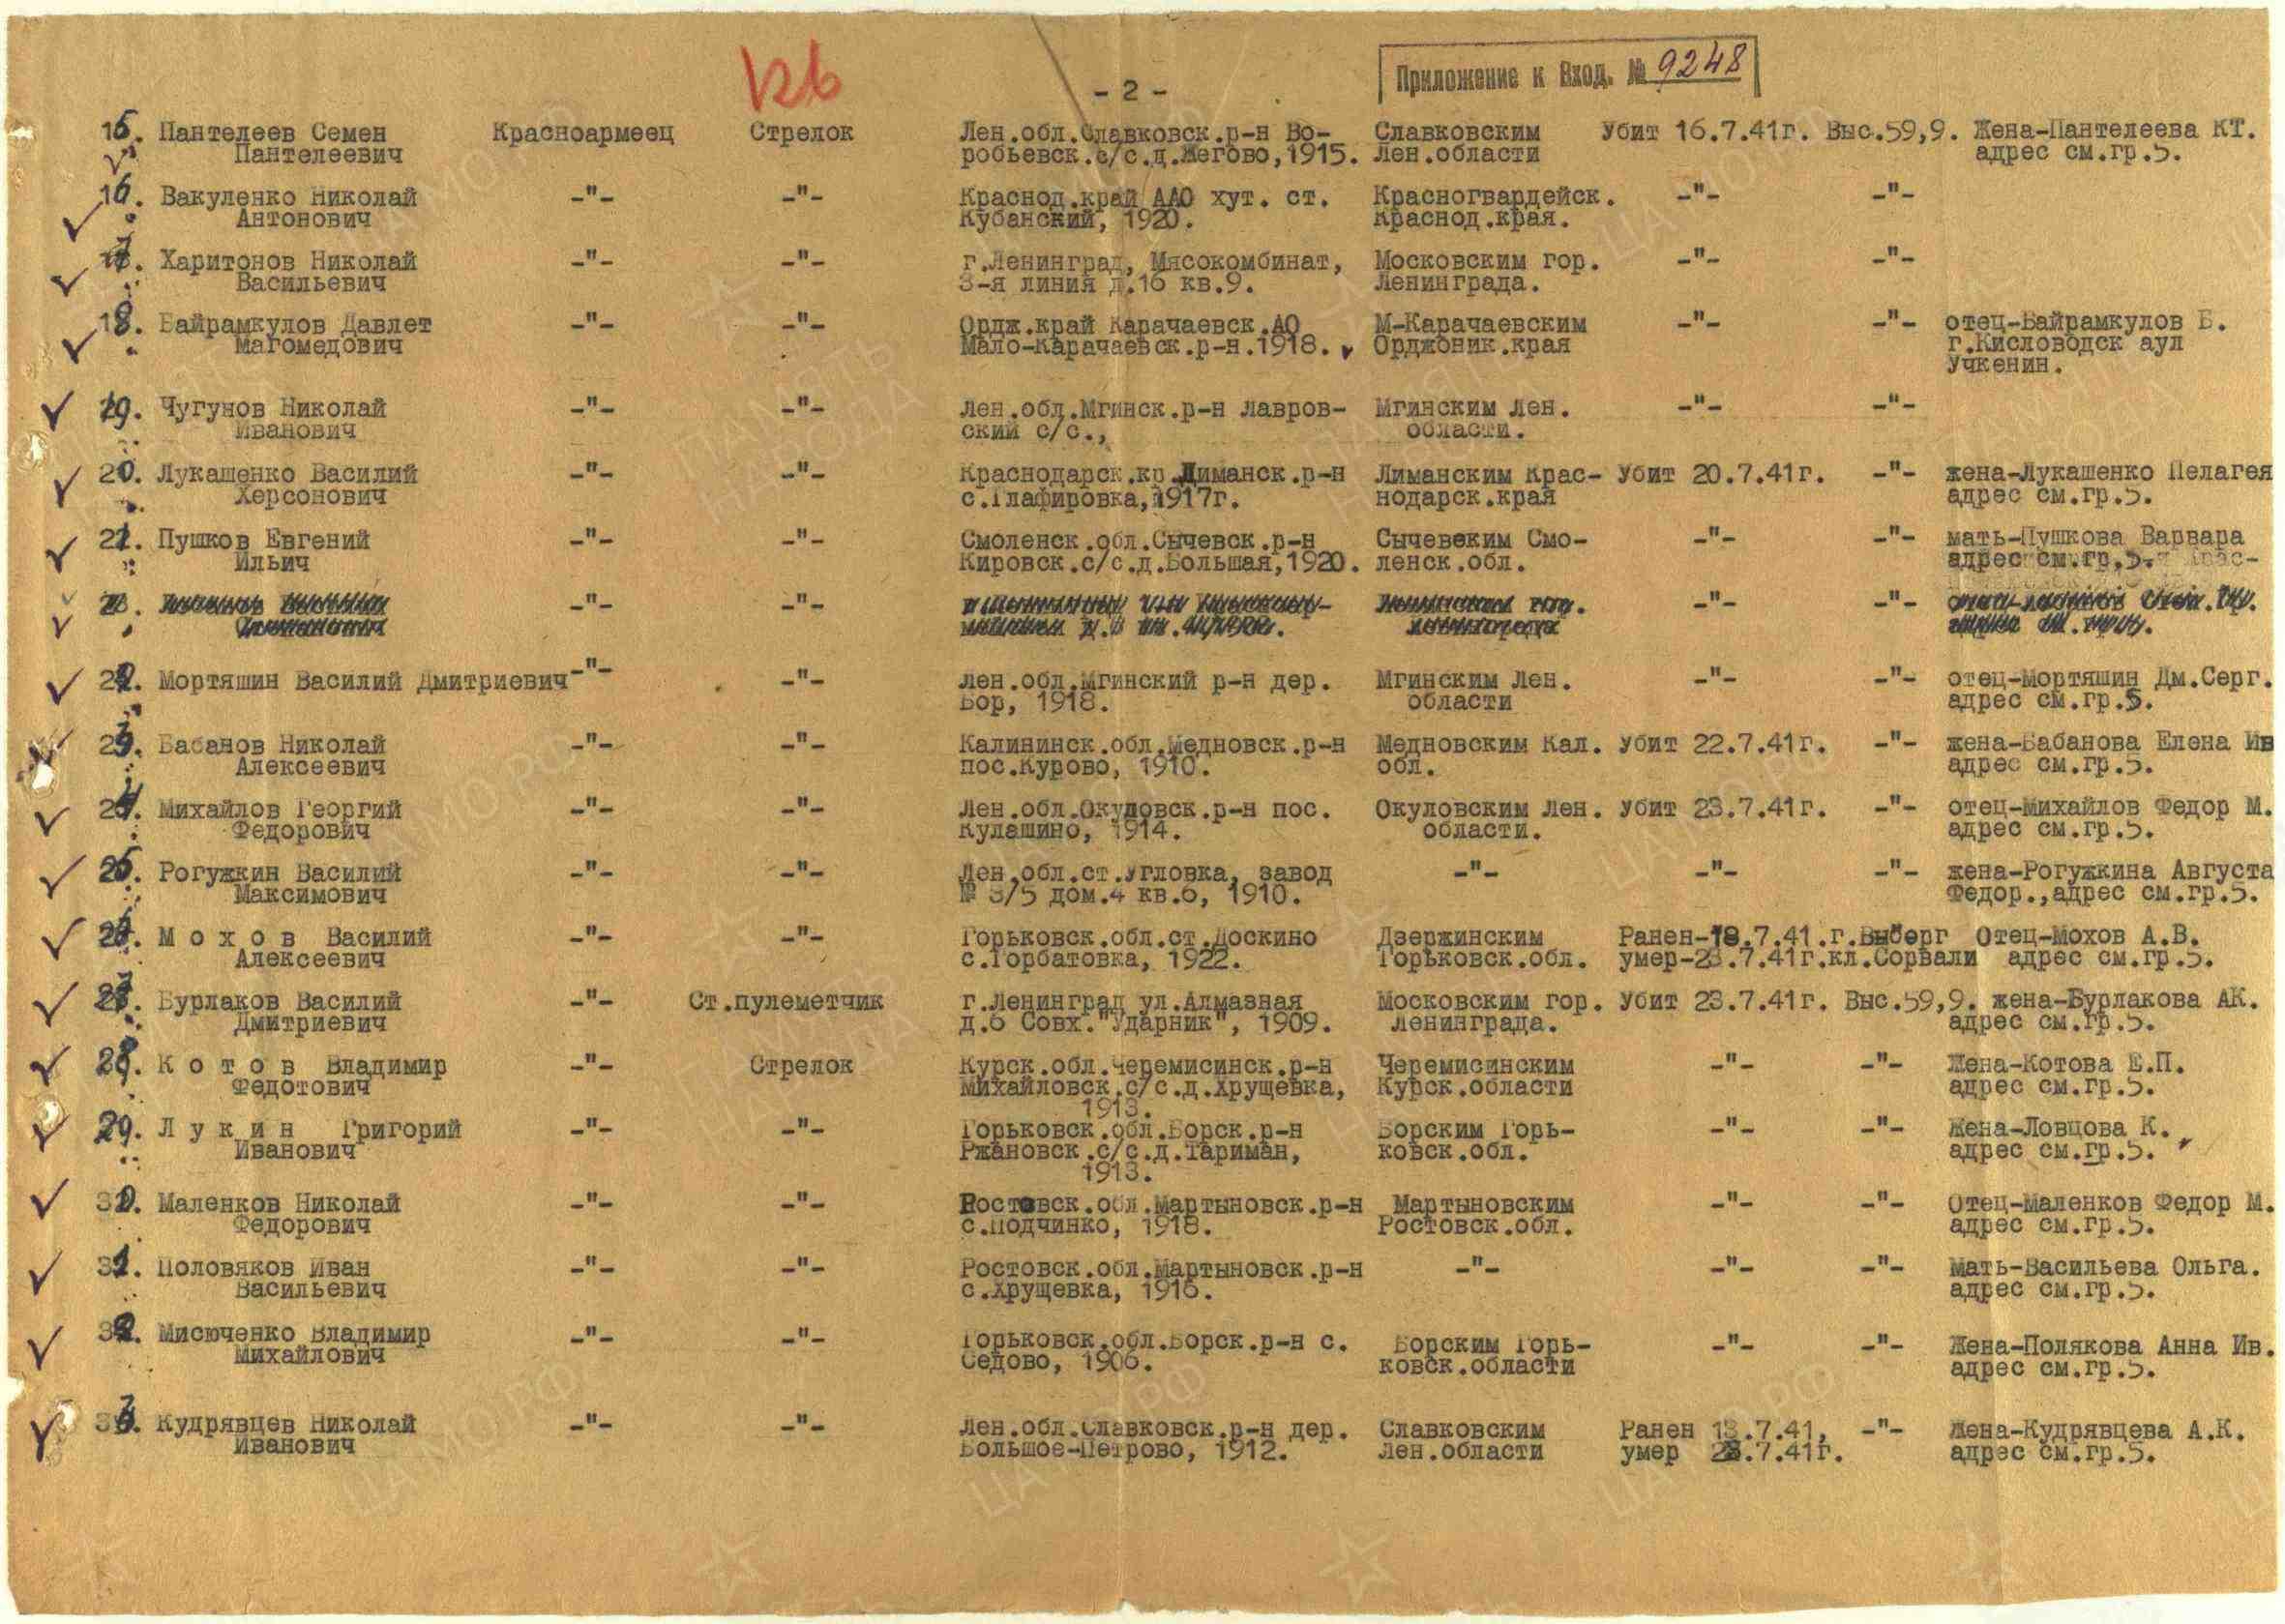 126
- 2 -
Приложение к Вход. № 9248
15. Пантелеев Семен Красноармеец Стрелок Лен.обл.Славковск.р-н Во- Славковским Убит 16.7.41г. Выс.59,9. Жена-Пантелеева КТ.
Пантелеевич робьевск.с/с.д.Жегово,1915. Лен.области адрес см.гр.5.
16. Вакуленко Николай -"- -"- Краснод.край ААО хут. ст. Красногвардейск. -"- -"-
Антонович Кубанский, 1920. Краснод.края.
17. Харитонов Николай -"- -"- г.Ленинград, Мясокомбинат, Московским гор. -"- -"-
Васильевич 3-я линия д.16 кв.9. Ленинграда.
18. Байрамкулов Давлет -"- -"- Ордж.край Карачаевск.АО М-Карачаевским -"- -"- отец-Байрамкулов Б.
Магомедович Мало-Карачаевск.р-н.1918. Орджоник.края г.Кисловодск аул
Учкенин.
19. Чугунов Николай -"- -"- Лен.обл.Мгинск.р-н Лавров- Мгинским Лен. -"- -"-
Иванович ский с/с., области.
20. Лукашенко Василий -"- -"- Краснодарск.кр.Лиманск.р-н Лиманским Крас- Убит 20.7.41г. -"- жена-Лукашенко Пелагея
Херсонович с.Глафировка,1917г. нодарск.края адрес см.гр.5.
21. Пушков Евгений -"- -"- Смоленск.обл.Сычевск.р-н Сычевеким Смо- -"- -"- мать-Пушкова Варвара
Ильич Кировск.с/с.д.Большая,1920. ленск.обл. адрес см.гр.5.
-"- -"- -"- -"-
22. Мортяшин Василий Дмитриевич -"- -"- Лен.обл.Мгинский р-н дер. Мгинским Лен. -"- -"- отец-Мортяшин Дм.Серг.
Бор, 1918. области адрес см.гр.5.
23. Бабанов Николай -"- -"- Калининск.обл.Медновск.р-н Медновским Кал. Убит 22.7.41г. -"- жена-Бабанова Елена Ив
Алексеевич пос.Курово, 1910. обл. адрес см.гр.5.
24. Михайлов Георгий -"- -"- Лен.обл.Окуловск.р-н пос. Окуловским Лен. Убит 23.7.41г. -"- отец-Михайлов Федор М.
Федорович Кулашино, 1914. области. адрес см.гр.5.
25. Рогужкин Василий -"- -"- Лен.обл.ст.Угловка, завод -"- -"- -"- жена-Рогужкина Августа
Максимович № 3/5 дом.4 кв.6, 1910. Федор.,адрес см.гр.5.
26. М о х о в Василий -"- -"- Горьковск.обл.ст.Доскино Дзержинским Ранен-18.7.41.г.Выборг Отец-Мохов А.В.
Алексеевич с.Горбатовка, 1922. Горьковск.обл. умер-23.7.41г.кл.Сорвали адрес см.гр.5.
27. Бурлаков Василий -"- Ст.пулеметчик г.Ленинград ул.Алмазная Московским гор. Убит 23.7.41г. Выс.59,9. жена-Бурлакова АК.
Дмитриевич д.6 Совх."Ударник", 1909. Ленинграда. адрес см.гр.5.
28. К о т о в Владимир -"- Стрелок Курск.обл.Черемисинск.р-н Черемисинским -"- -"- Жена-Котова Е.П.
Федотович Михайловск.с/с.д.Хрущевка, Курск.области адрес см.гр.5.
1913.
29. Л у к и н Григорий -"- -"- Горьковск.обл.Борск.р-н Борским Горь- -"- -"- Жена-Ловцова К.
Иванович Ржановск.с/с.д.Тариман, ковск.обл. адрес см.гр.5.
1913.
30. Маленков Николай -"- -"- Ростовск.обл.Мартыновск.р-н Мартыновским -"- -"- Отец-Маленков Федор М.
Федорович с.Подчинко, 1918. Ростовск.обл. адрес см.гр.5.
31. Половяков Иван -"- -"- Ростовск.обл.Мартыновск.р-н -"- -"- -"- Мать-Васильева Ольга.
Васильевич с.Хрущевка, 1916. адрес см.гр.5.
32. Мисюченко Владимир -"- -"- Горьковск.обл.Борск.р-н с. Борским Горь- -"- -"- Жена-Полякова Анна Ив.
Михайлович Седово, 1906. ковск.области адрес см.гр.5.
33. Кудрявцев Николай -"- -"- Лен.обл.Славковск.р-н дер. Славковским Ранен 13.7.41, -"- Жена-Кудрявцева А.К.
Иванович Большое-Петрово, 1912. Лен.области умер 23.7.41г. адрес см.гр.5.